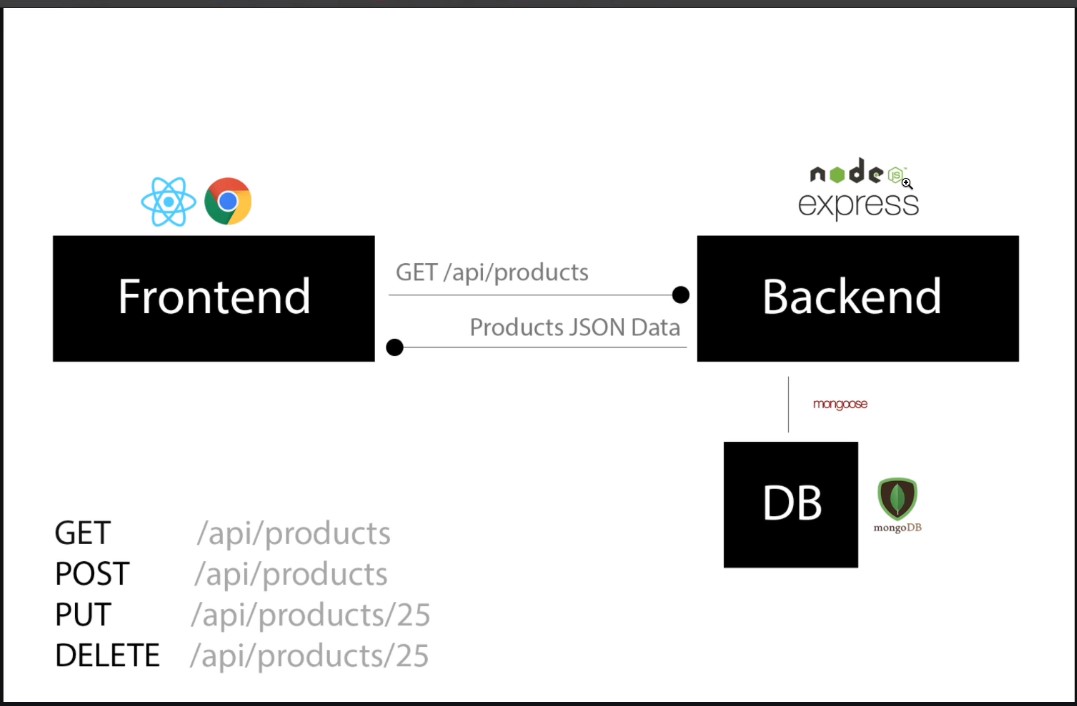 node JS
express
Frontend
GET /api/products
Products JSON Data
Backend
mongoose
DB
mongoDB
GET /api/products
POST /api/products
PUT /api/products/25
DELETE /api/products/25